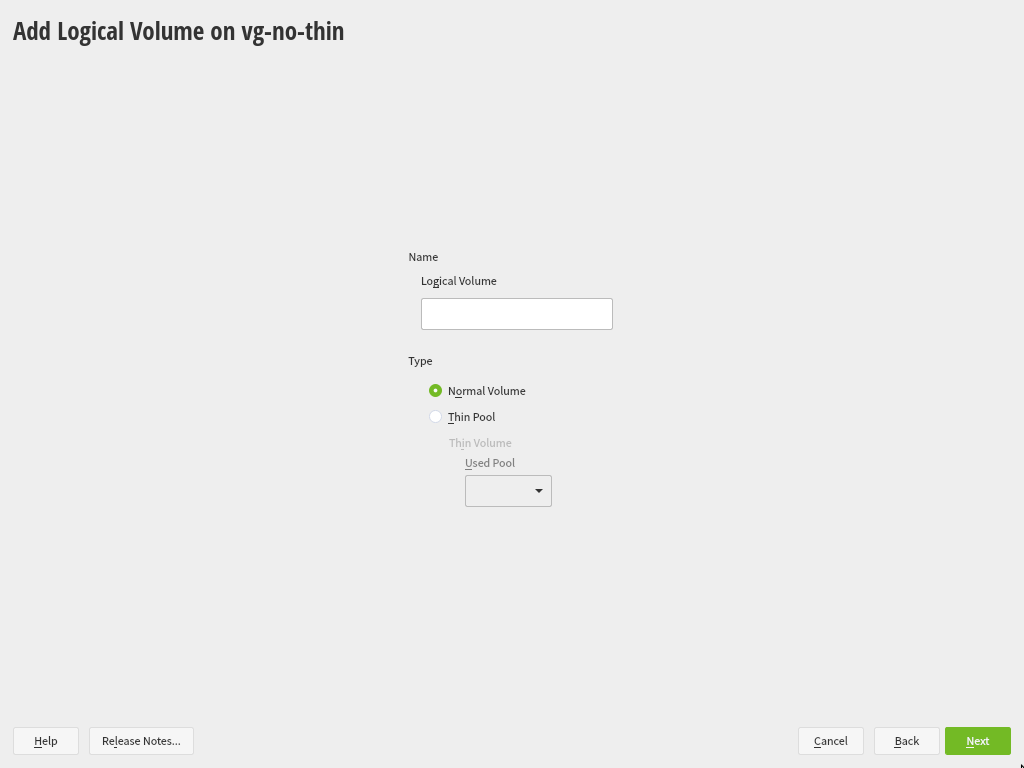 Add Logical Volume on vg-no-thin
Name
Logical Volume
Type
Normal Volume
Thin Pool
Thin Volume
Used Pool
Help
Release Notes...
Cancel
Back
Next